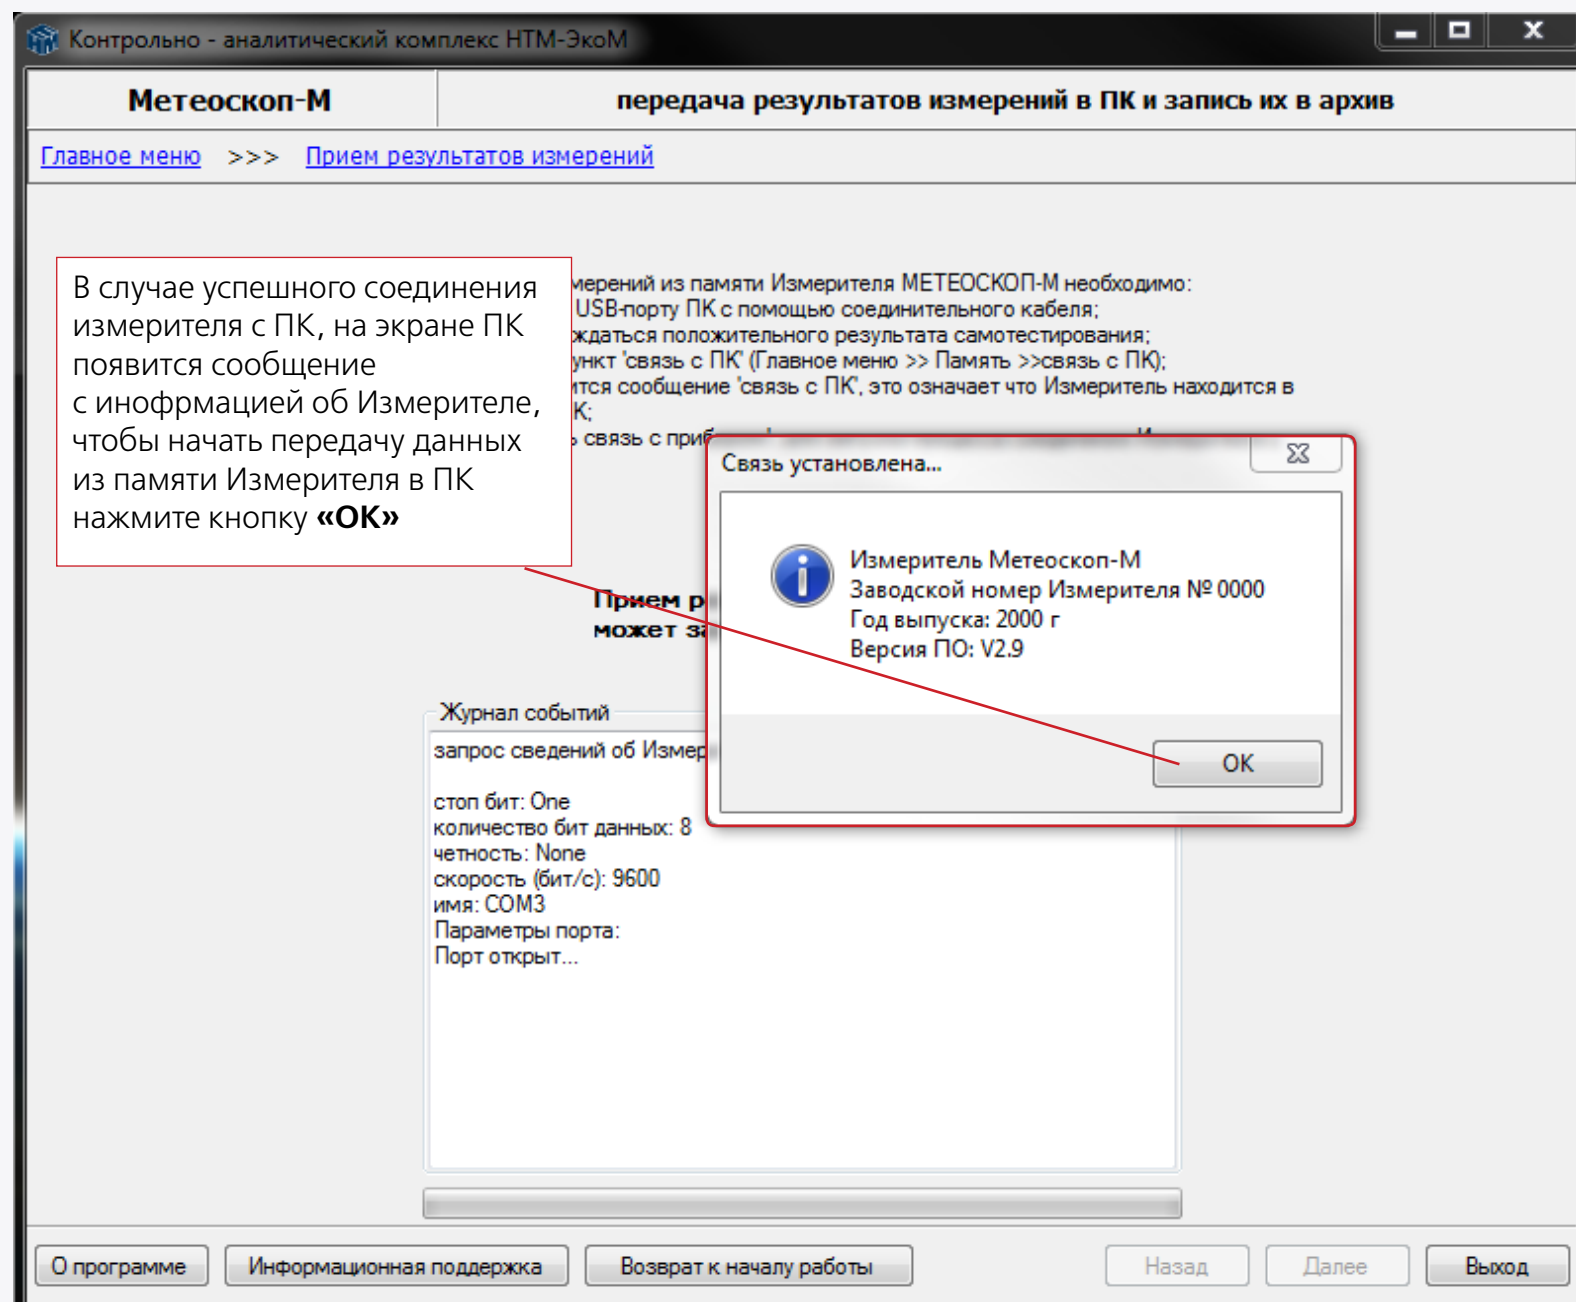 Контрольно - аналитический комплекс НТМ-ЭкоМ
Метеоскоп-М
передача результатов измерений в ПК и запись их в архив
Главное меню >>> Прием результатов измерений
В случае успешного соединения
измерителя с ПК, на экране ПК
появится сообщение
с инофрмацией об Измерителе,
чтобы начать передачу данных
из памяти Измерителя в ПК
нажмите кнопку «ОК»
мерений из памяти Измерителя МЕТЕОСКОП-М необходимо:
USB-порту ПК с помощью соединительного кабеля;
ждаться положительного результата самотестирования;
ункт 'связь с ПК' (Главное меню >> Память >>связь с ПК);
ится сообщение 'связь с ПК', это означает что Измеритель находится в
К;
связь с приб
Связь установлена...
Измеритель Метеоскоп-М
Заводской номер Измерителя № 0000
Год выпуска: 2000 г
Версия ПО: V2.9
OK
Прием р
может за
Журнал событий
запрос сведений об Измер
стоп бит: One
количество бит данных: 8
четность: None
скорость (бит/с): 9600
имя: COM3
Параметры порта:
Порт открыт...
О программе
Информационная поддержка
Возврат к началу работы
Назад
Далее
Выход